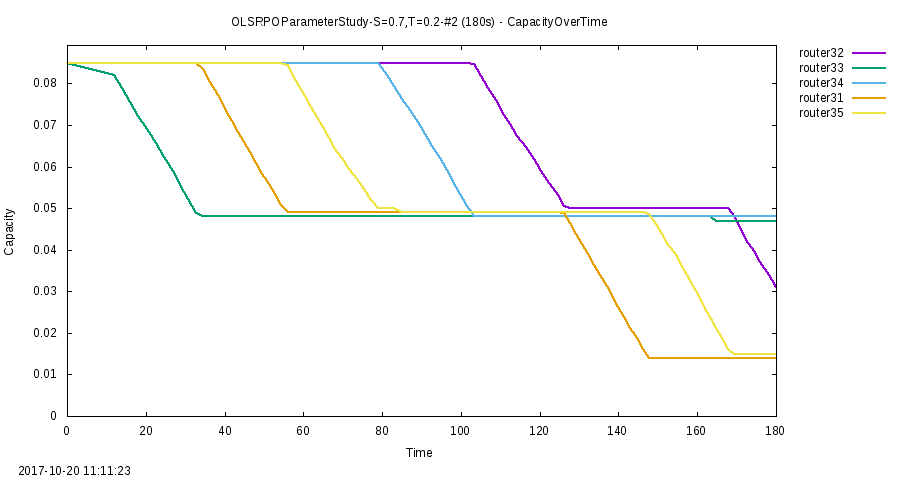 OLSRPOParameterStudy-S=0.7,T=0.2-#2 (180s) - CapacityOverTime
router32
router33
router34
router31
router35
0.08
0.07
0.06
0.05
0.04
0.03
0.02
0.01
0
Capacity
0 20 40 60 80 100 120 140 160 180
Time
2017-10-20 11:11:23